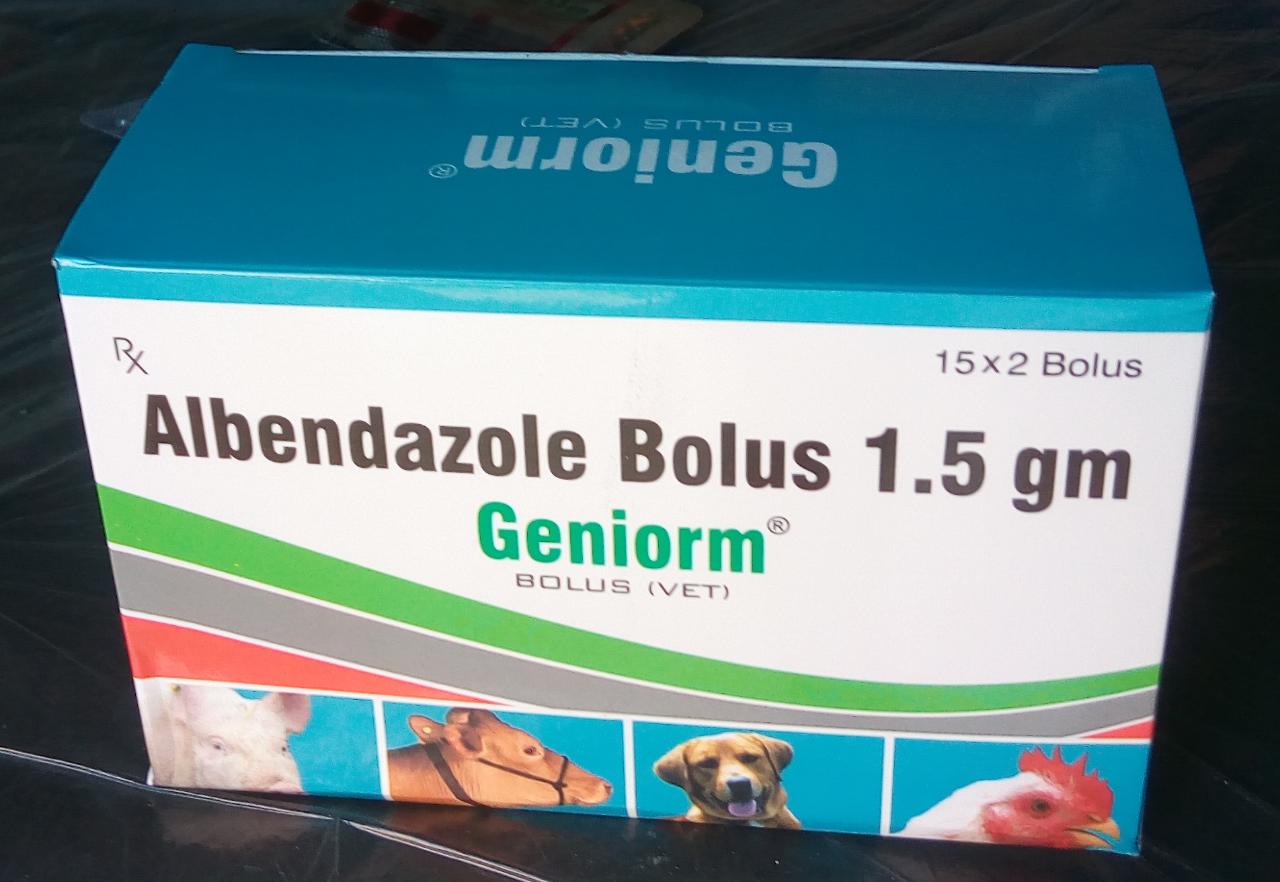 Geniorm®
BOLUS (VET)
Rx
15x2 Bolus
Albendazole Bolus 1.5 gm
Geniorm®
BOLUS (VET)